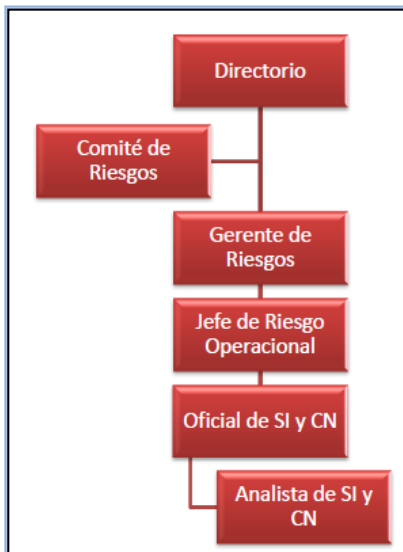 Directorio
Comité de
Riesgos
Gerente de
Riesgos
Jefe de Riesgo
Operacional
Oficial de SI y CN
Analista de SI y
CN